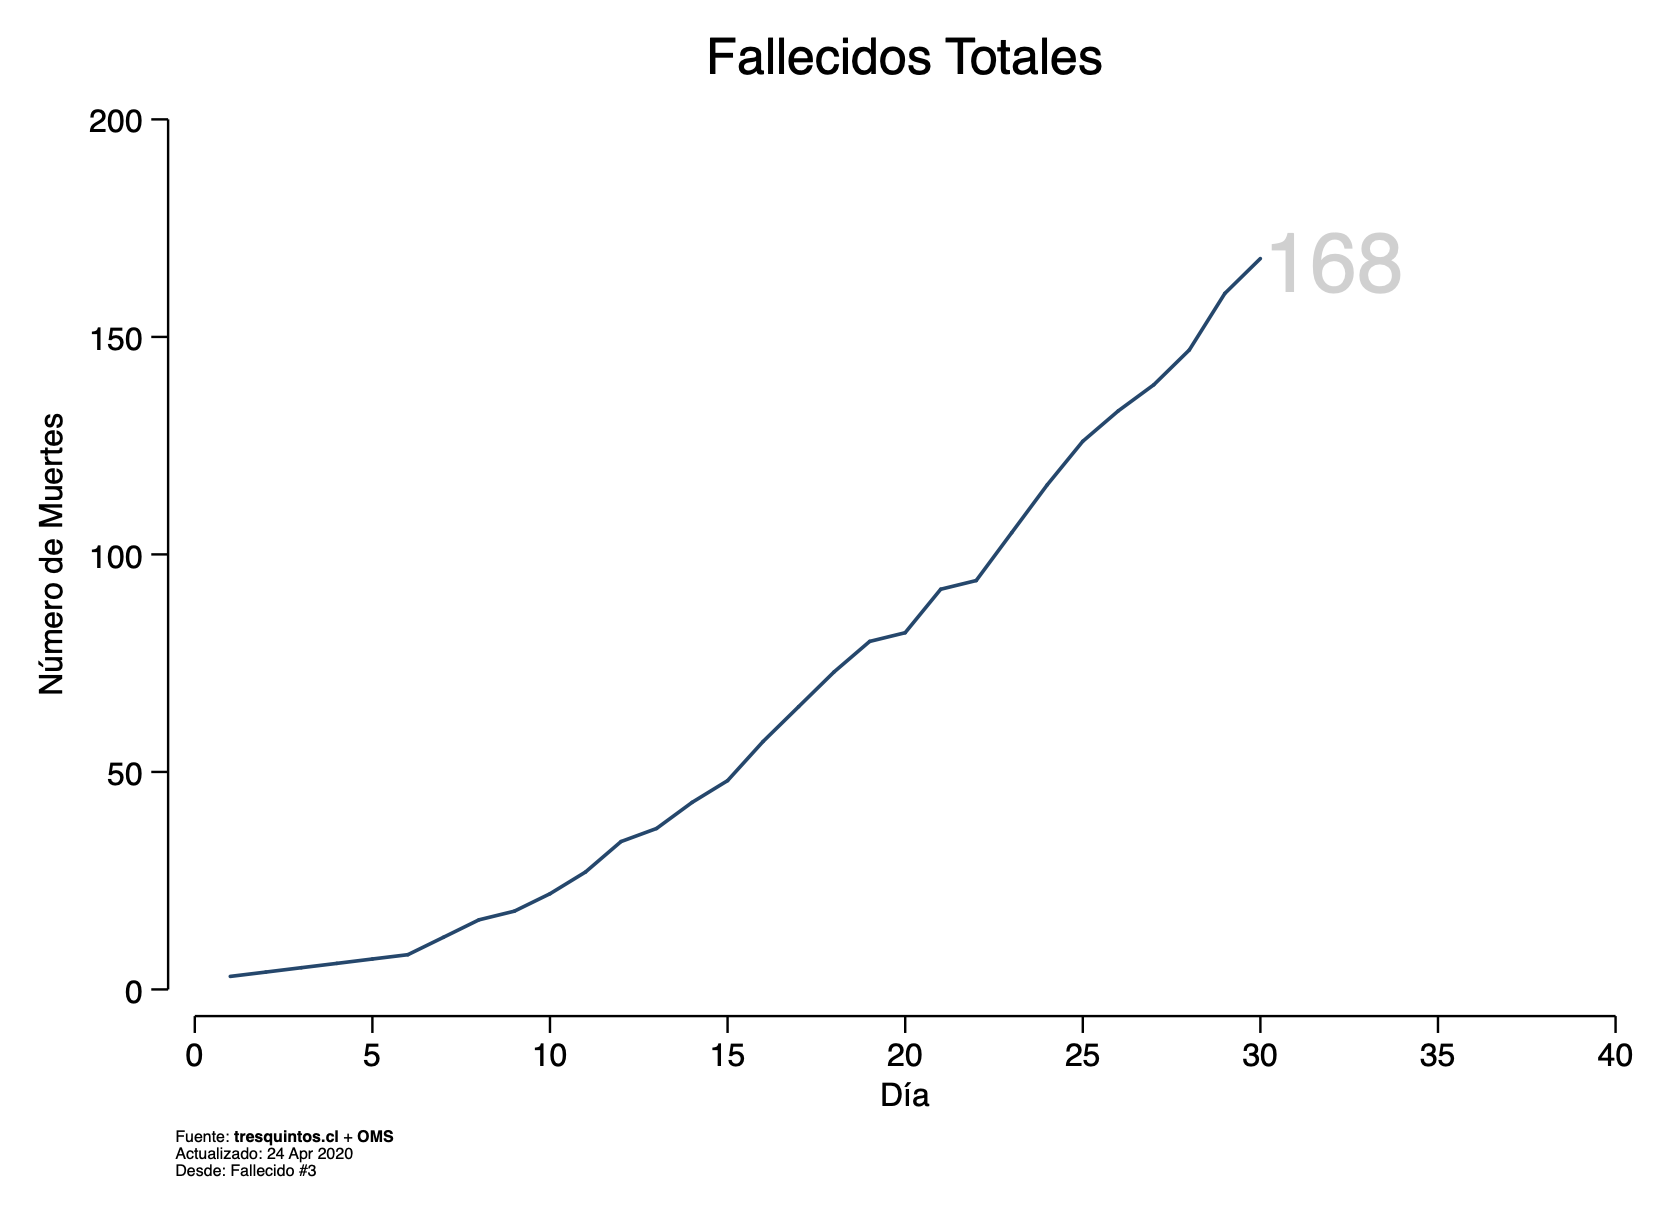 Fallecidos Totales
200
150
100
50
0
Número de Muertes
168
0 5 10 15 20 25 30 35 40
Día
Fuente: tresquintos.cl + OMS
Actualizado: 24 Apr 2020
Desde: Fallecido #3